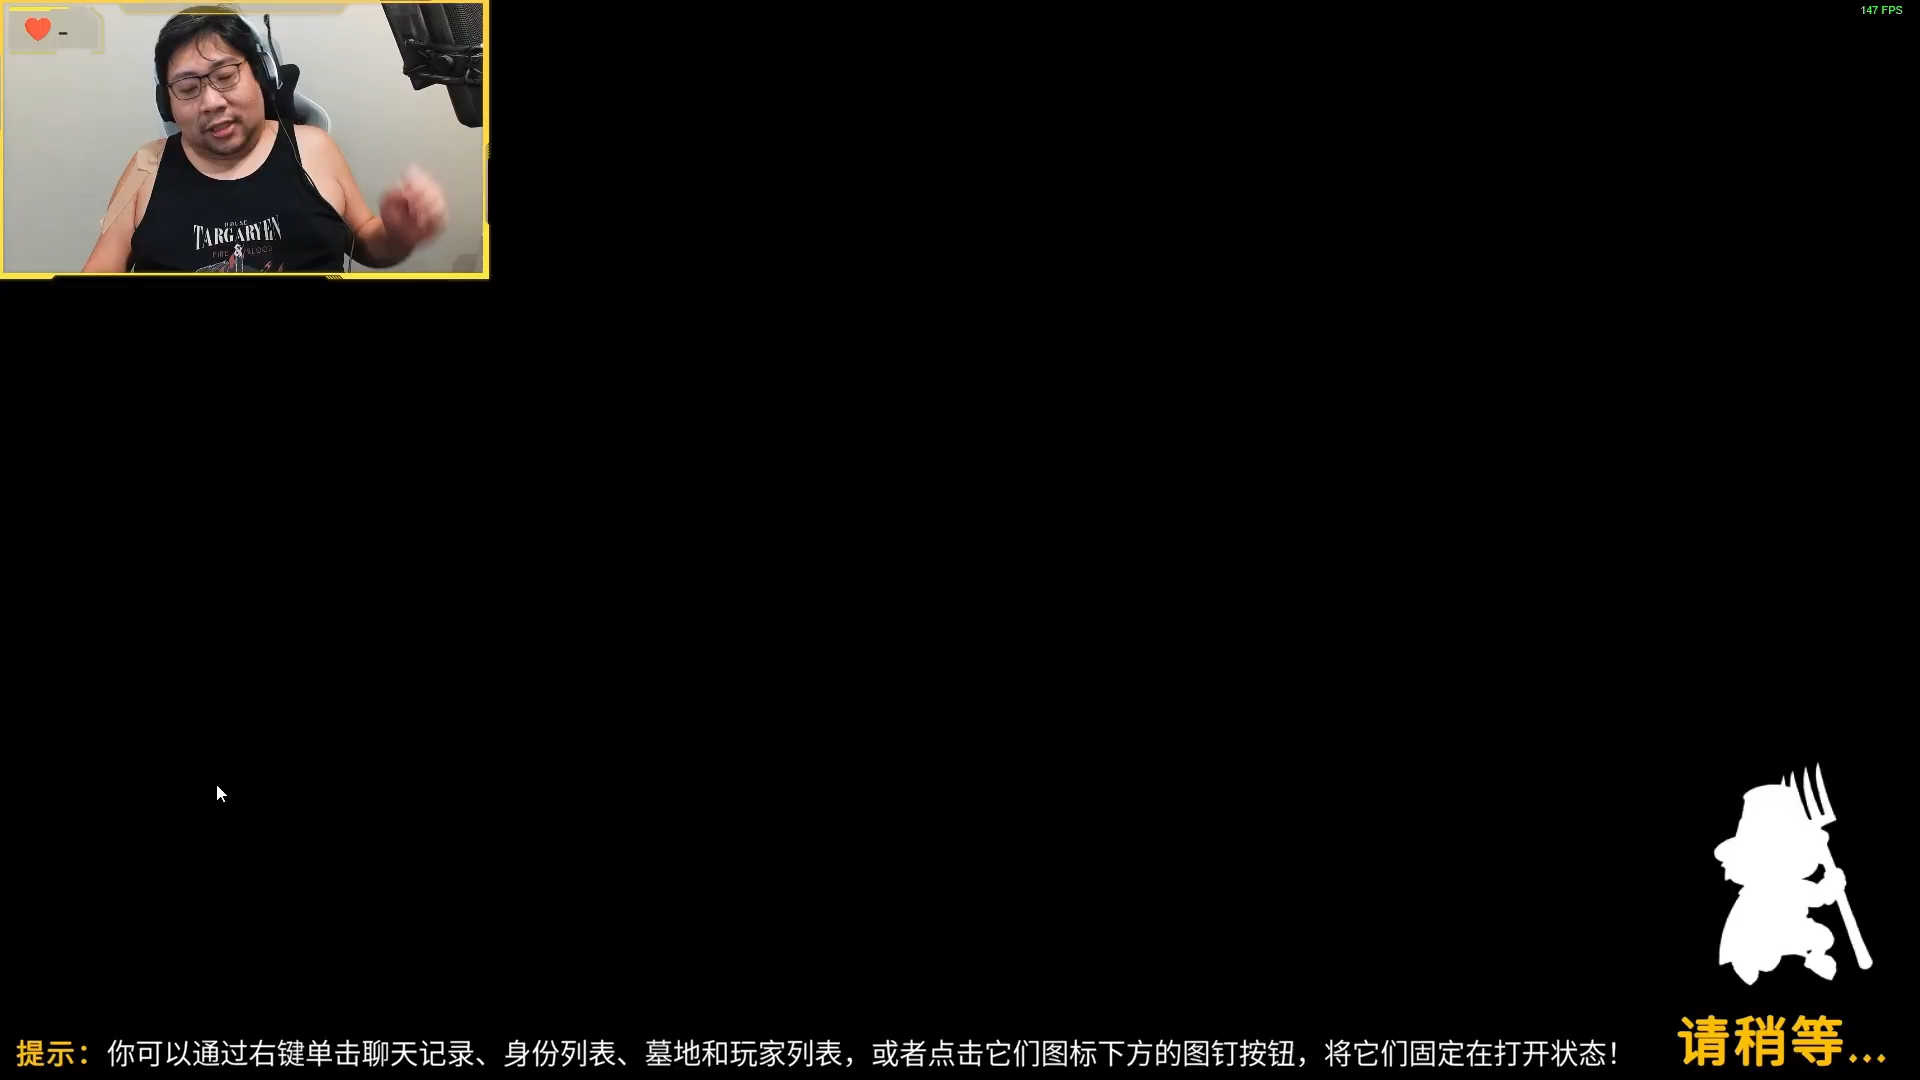 147 FPS
-
HOUSE
TARGARYEN
&
FIRE & BLOOD
提示：你可以通过右键单击聊天记录、身份列表、墓地和玩家列表，或者点击它们图标下方的图钉按钮，将它们固定在打开状态！
请稍等...